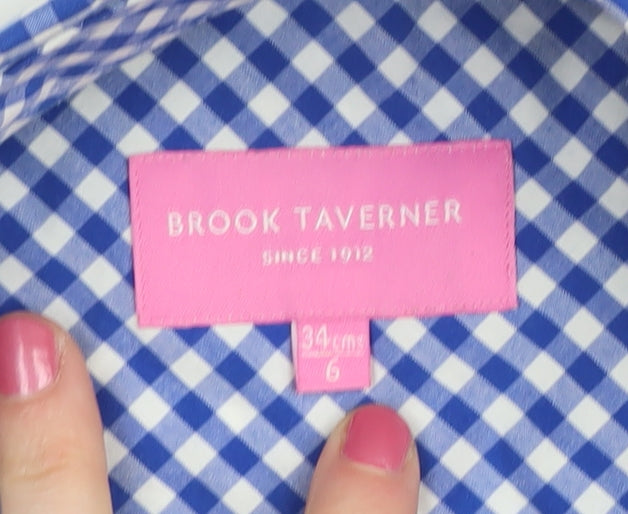 BROOK TAVERNER
SINCE 1912
34cms
6